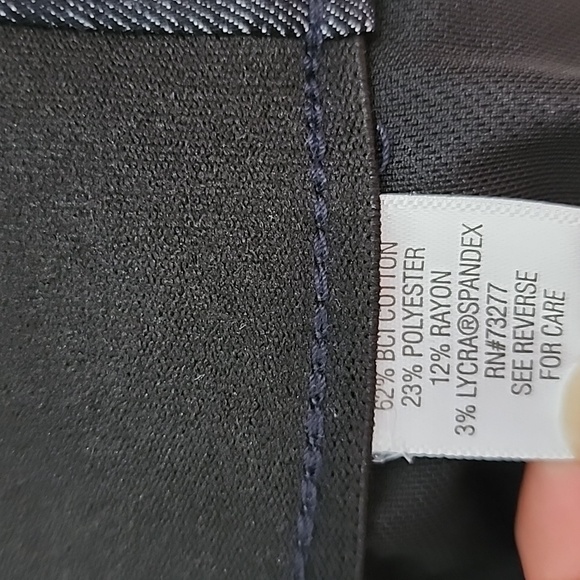 62% BCI COTTON
23% POLYESTER
12% RAYON
3% LYCRA®SPANDEX
RN#73277
SEE REVERSE
FOR CARE